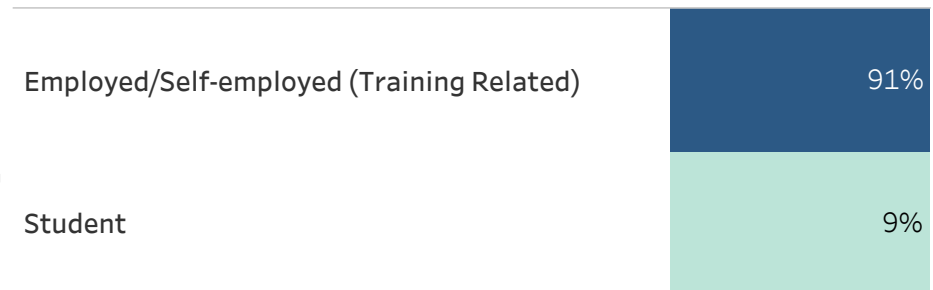 Employed/Self-employed (Training Related) 91%
Student 9%